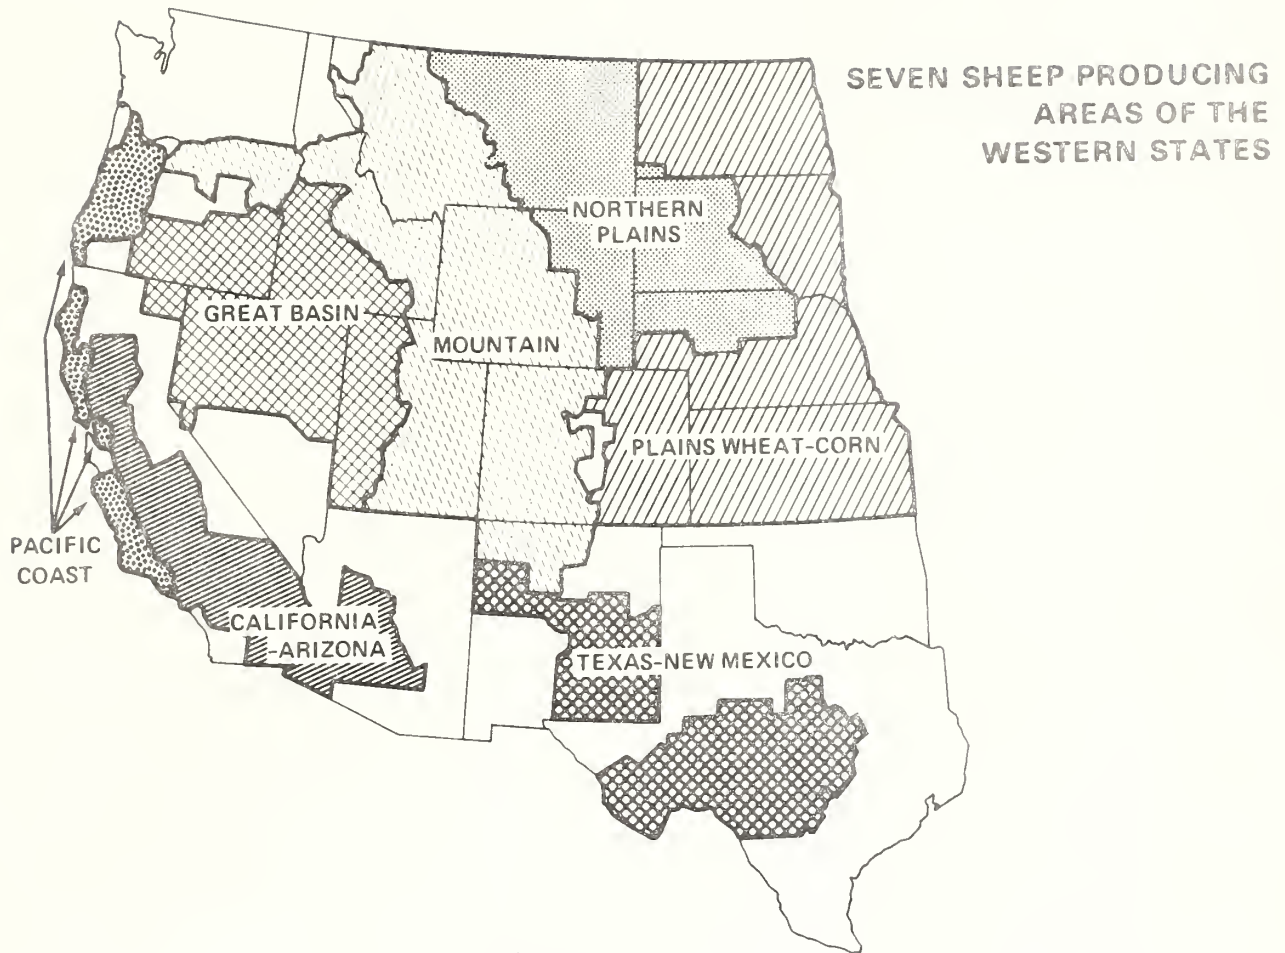 SEVEN SHEEP PRODUCING
AREAS OF THE
WESTERN STATES
NORTHERN
PLAINS
GREAT BASIN
MOUNTAIN
PLAINS WHEAT-CORN
PACIFIC
COAST
CALIFORNIA
-ARIZONA
TEXAS-NEW MEXICO